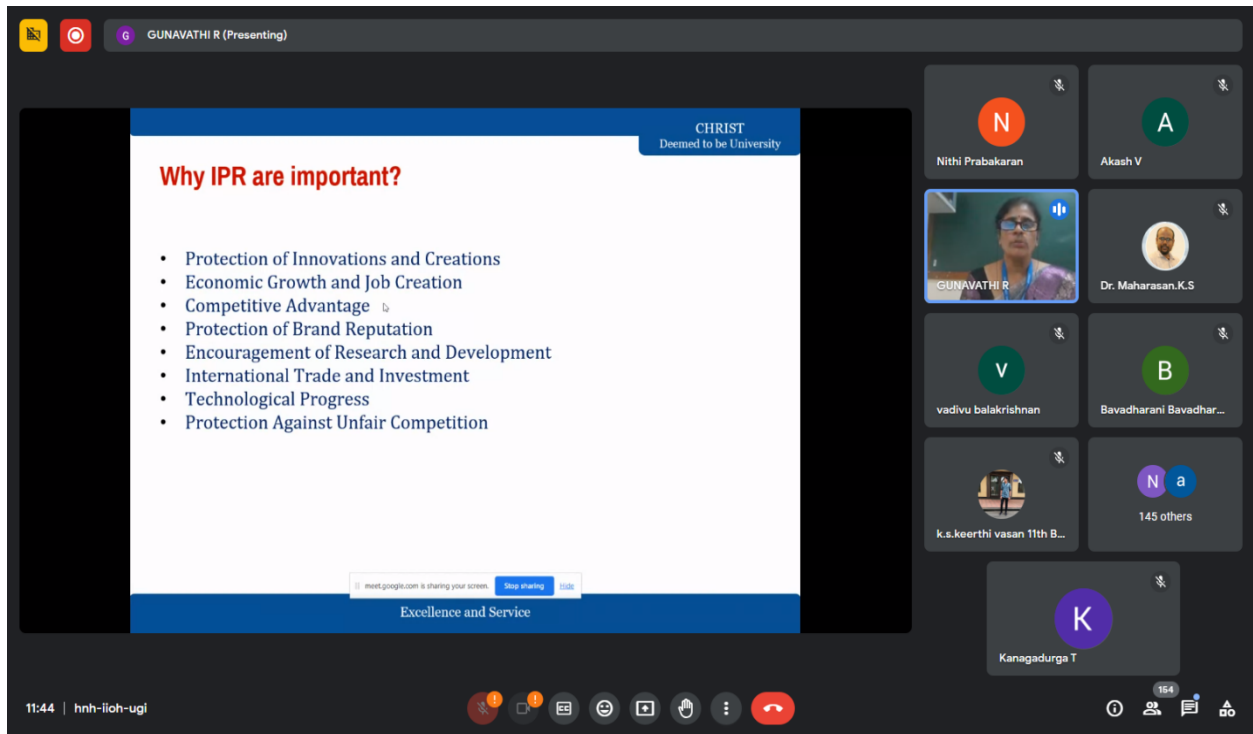 G GUNAVATHI R (Presenting)
CHRIST
Deemed to be University
Why IPR are important?
• Protection of Innovations and Creations
• Economic Growth and Job Creation
• Competitive Advantage
• Protection of Brand Reputation
• Encouragement of Research and Development
• International Trade and Investment
• Technological Progress
• Protection Against Unfair Competition
meet.google.com is sharing your screen. Stop sharing Hide
Excellence and Service
N
Nithi Prabakaran
A
Akash V
GUNAVATHI R
Dr. Maharasan.K.S
v
vadivu balakrishnan
B
Bavadharani Bavadhar...
k.s.keerthi vasan 11th B...
N a
145 others
K
Kanagadurga T
11:44 | hnh-lioh-ugi
! ! CC
154